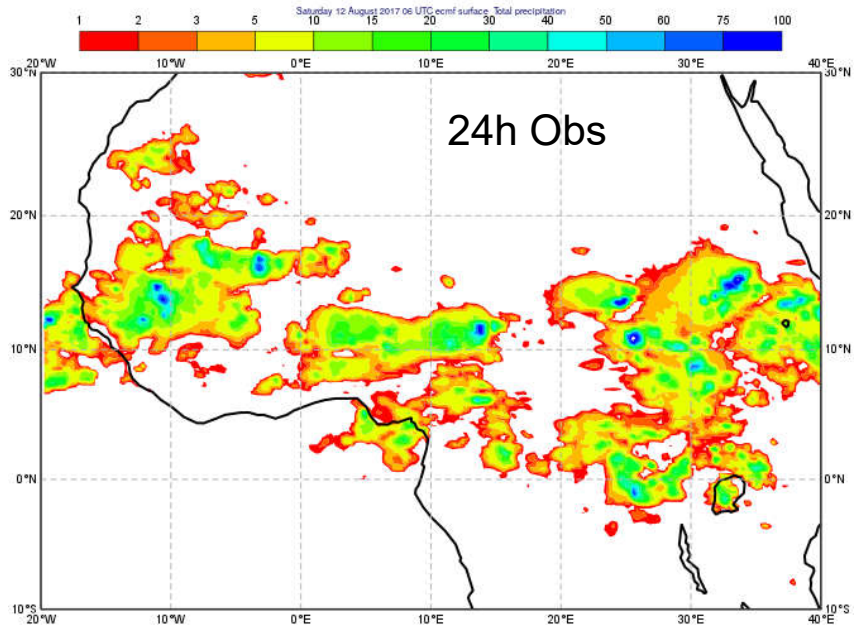 Saturday 12 August 2017 06 UTC ecmf surface Total precipitation
1 2 3 5 10 15 20 30 40 50 60 75 100
30°N 20°W 10°W 0°E 10°E 20°E 30°E 40°E 30°N
24h Obs
20°N 20°N
10°N 10°N
0°N 0°N
10°S 10°S
20°W 10°W 0°E 10°E 20°E 30°E 40°E